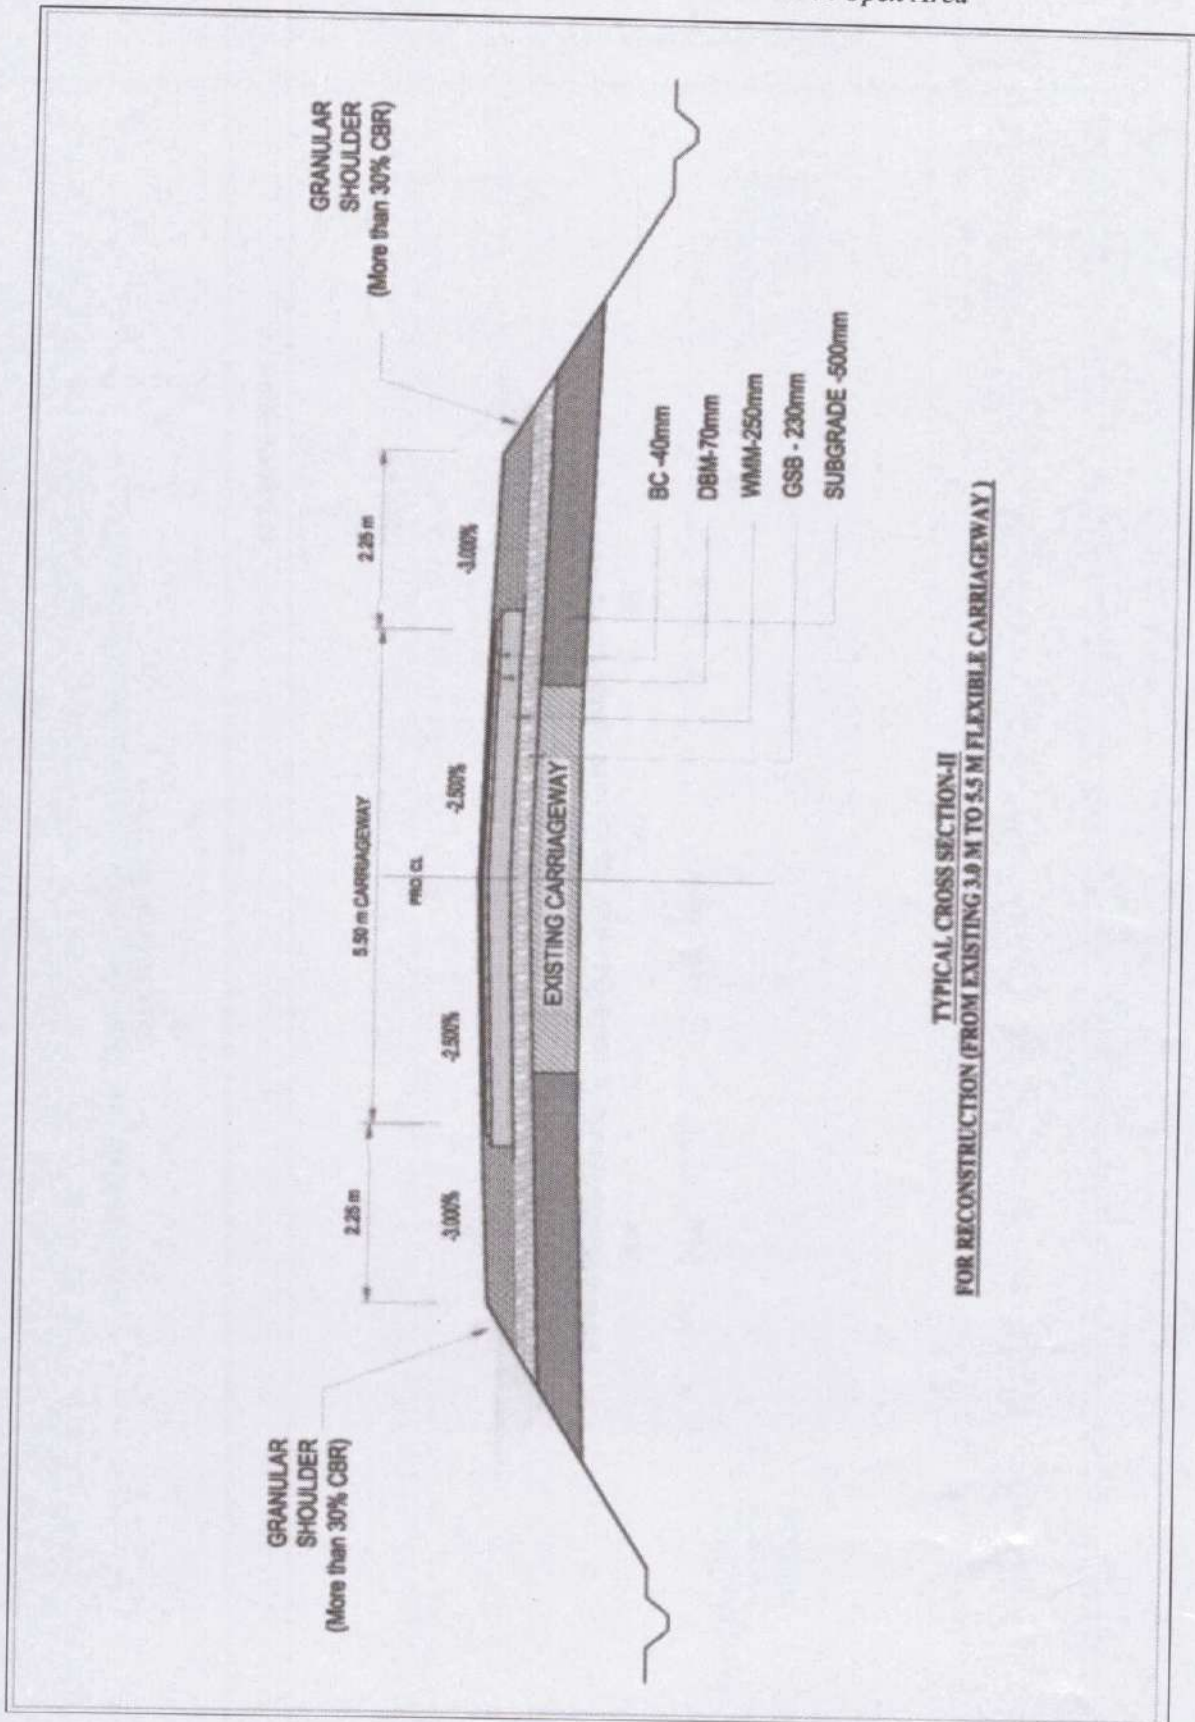 Open Area
GRANULAR
SHOULDER
(More than 30% CBR)
GRANULAR
SHOULDER
(More than 30% CBR)
2.25 m
5.50 m CARRIAGEWAY
2.25 m
PRO. CL
-3.000%
-2.500%
-2.500%
-3.000%
EXISTING CARRIAGEWAY
BC -40mm
DBM-70mm
WMM-250mm
GSB - 230mm
SUBGRADE -500mm
TYPICAL CROSS SECTION-II
FOR RECONSTRUCTION (FROM EXISTING 3.0 M TO 5.5 M FLEXIBLE CARRIAGEWAY )